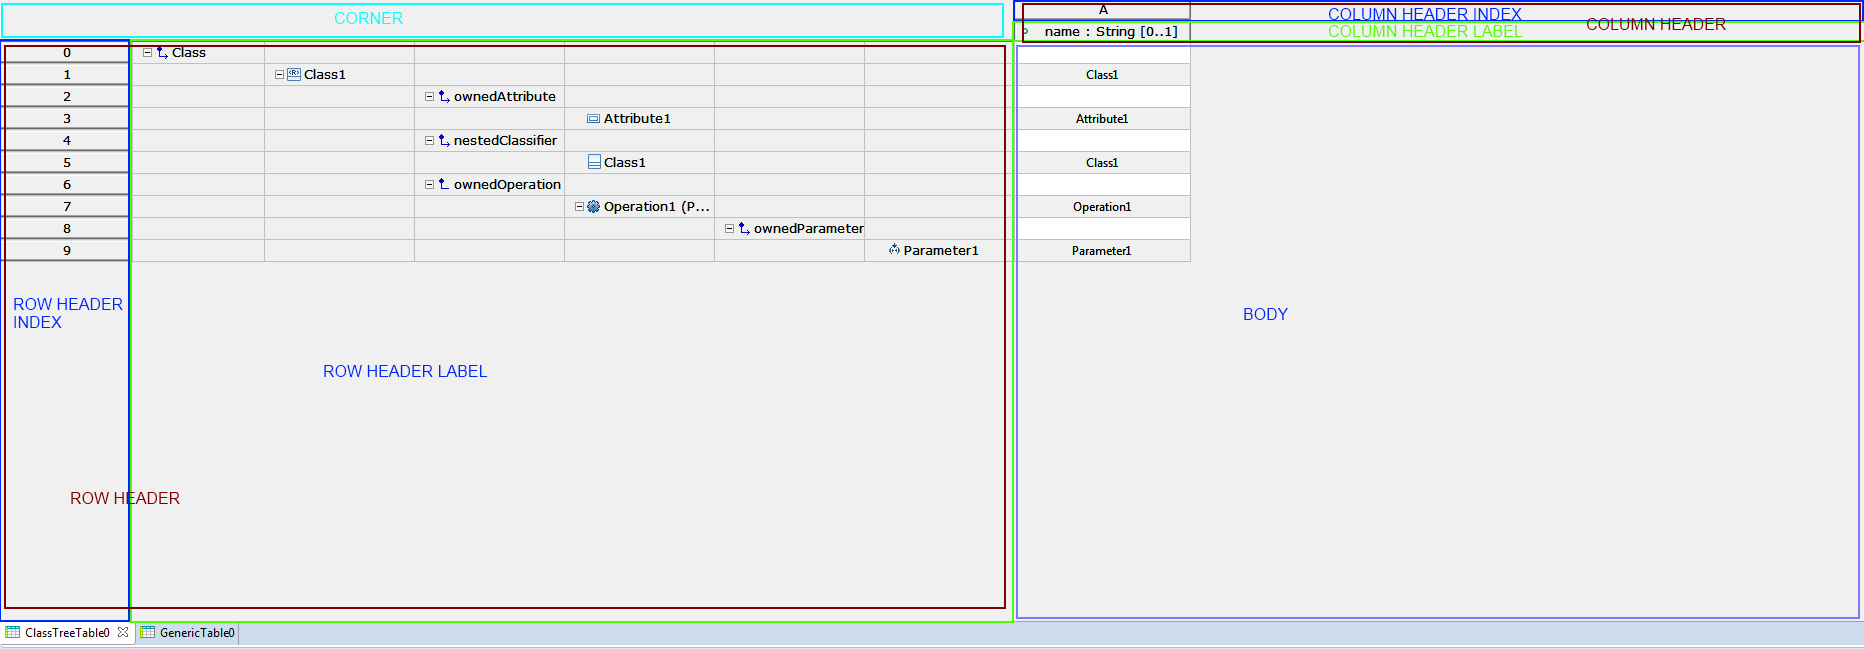 CORNER
A
COLUMN HEADER INDEX
COLUMN HEADER
name : String [0..1]
COLUMN HEADER LABEL
0 Class
1 Class1 Class1
2 ownedAttribute
3 Attribute1 Attribute1
4 nestedClassifier
5 Class1 Class1
6 ownedOperation
7 Operation1 (P... Operation1
8 ownedParameter
9 Parameter1 Parameter1
ROW HEADER
INDEX
BODY
ROW HEADER LABEL
ROW HEADER
ClassTreeTable0 GenericTable0